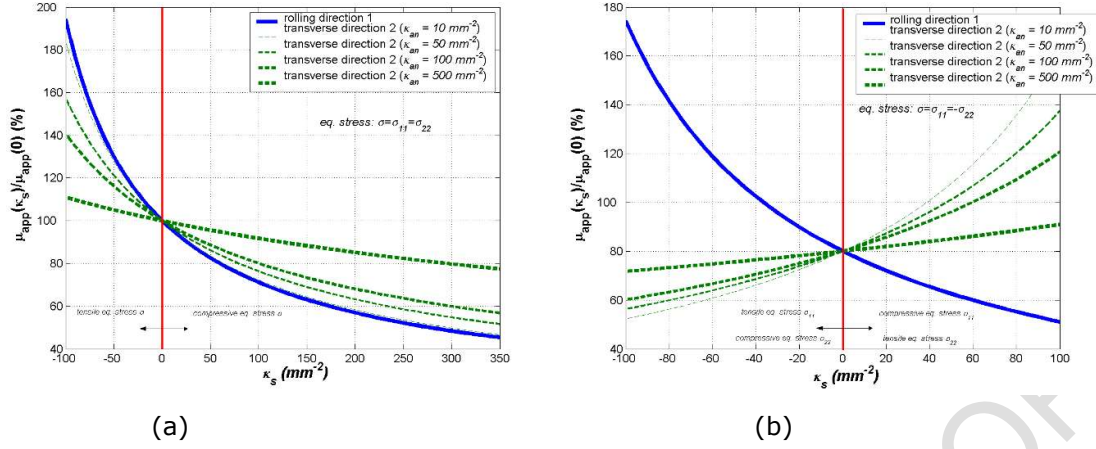 200
180
160
140
120
100
80
60
40
μapp(κs)/μapp(0) (%)
rolling direction 1
transverse direction 2 (κan = 10 mm-2)
transverse direction 2 (κan = 50 mm-2)
transverse direction 2 (κan = 100 mm-2)
transverse direction 2 (κan = 500 mm-2)
eq. stress: σ=σ11=σ22
tensile eq. stress σ
compressive eq. stress σ
-100 -50 0 50 100 150 200 250 300 350
κs (mm-2)
(a)
180
160
140
120
100
80
60
40
μapp(κs)/μapp(0) (%)
rolling direction 1
transverse direction 2 (κan = 10 mm-2)
transverse direction 2 (κan = 50 mm-2)
transverse direction 2 (κan = 100 mm-2)
transverse direction 2 (κan = 500 mm-2)
eq. stress: σ=σ11=-σ22
tensile eq. stress σ11
compressive eq. stress σ11
compressive eq. stress σ22
tensile eq. stress σ22
-100 -80 -60 -40 -20 0 20 40 60 80 100
κs (mm-2)
(b)